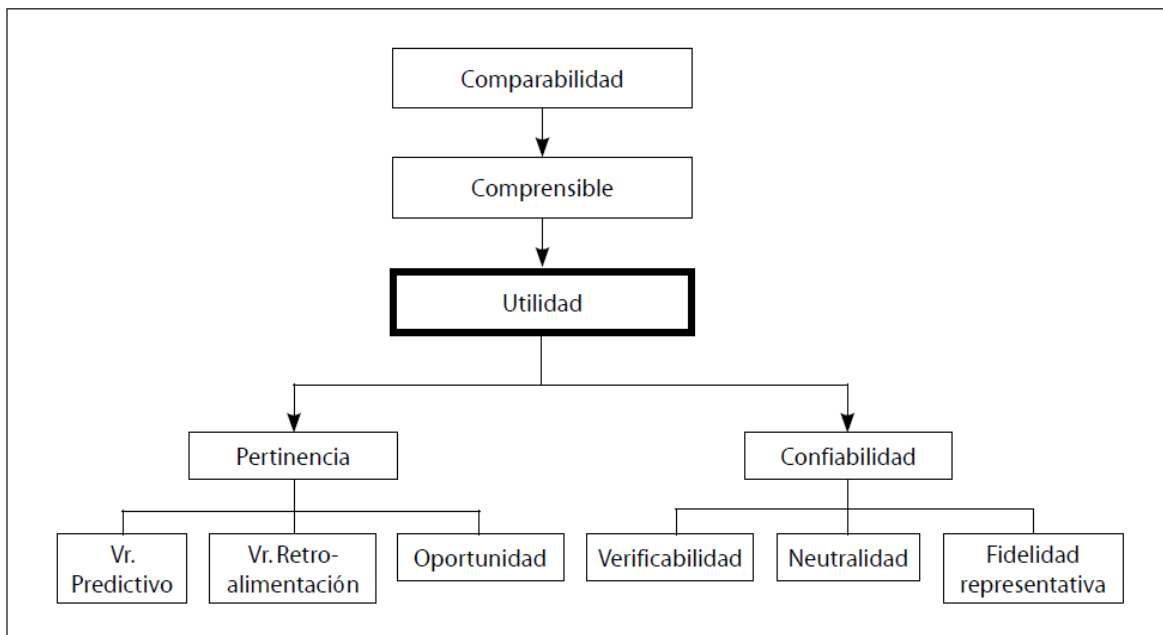 Comparabilidad
Comprensible
Utilidad
Pertinencia
Confiabilidad
Vr.
Predictivo
Vr. Retro-
alimentación
Oportunidad
Verificabilidad
Neutralidad
Fidelidad
representativa